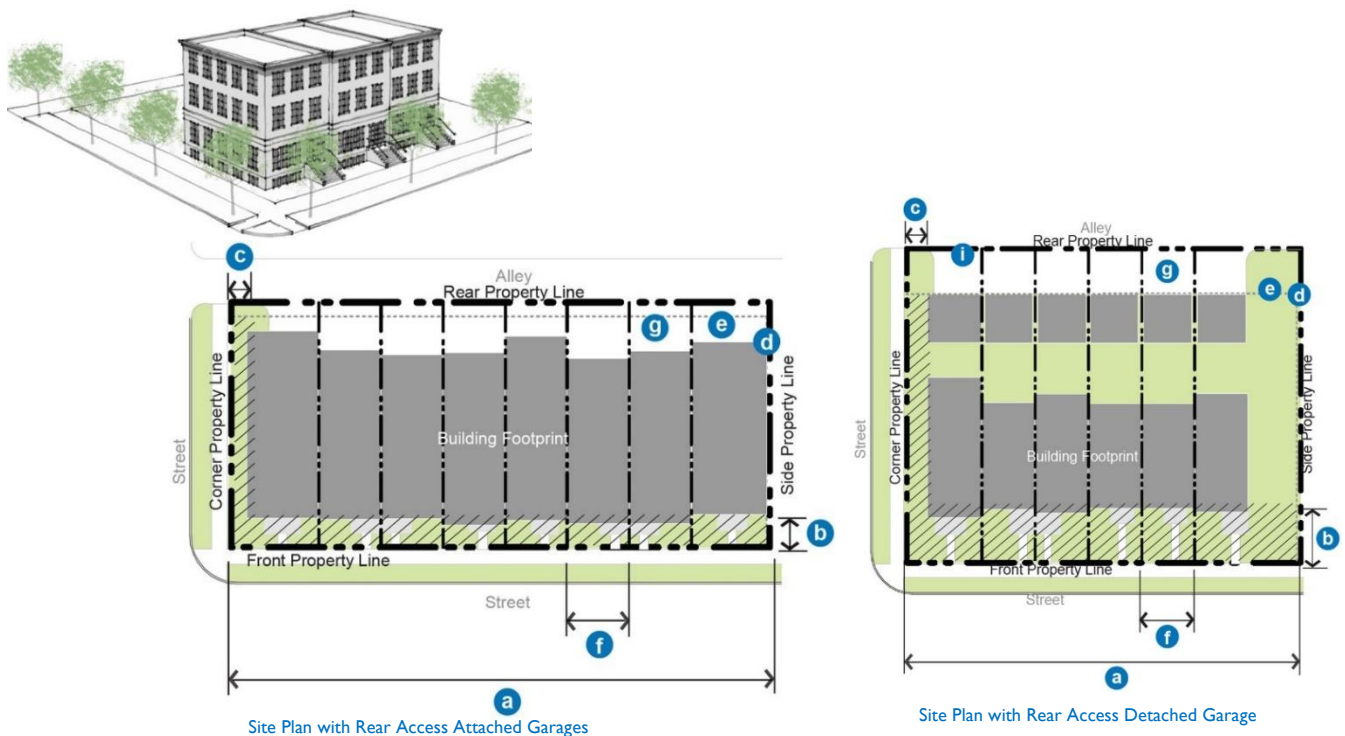 c
Alley
Rear Property Line
g
e
d
Corner Property Line
Side Property Line
Street
Building Footprint
b
Front Property Line
Street
f
a
Site Plan with Rear Access Attached Garages
c
Alley
Rear Property Line
i
g
e
d
Corner Property Line
Side Property Line
Street
Building Footprint
b
Front Property Line
Street
f
a
Site Plan with Rear Access Detached Garage